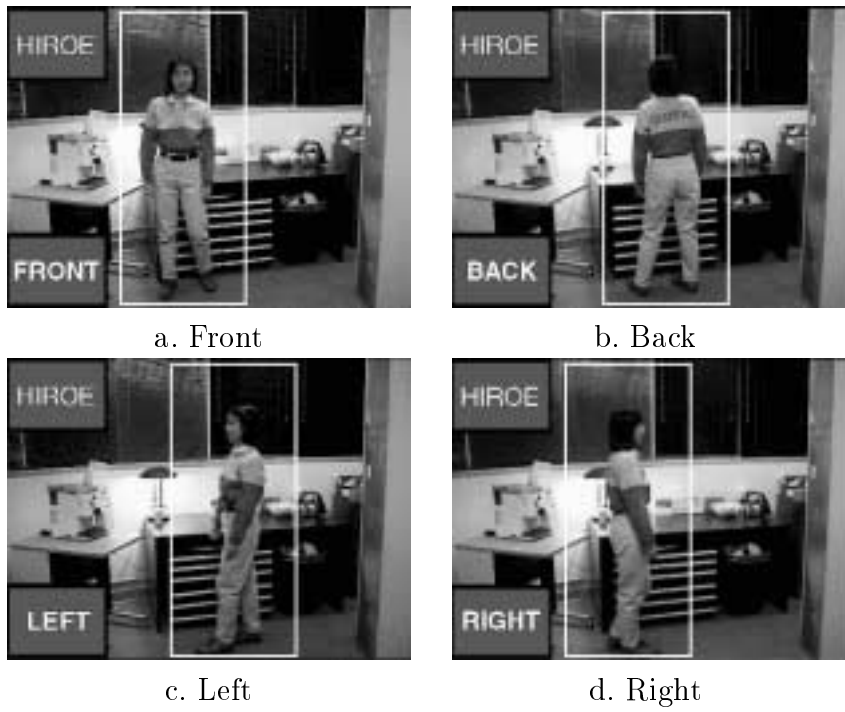 HIROE
FRONT
a. Front
HIROE
BACK
b. Back
HIROE
LEFT
c. Left
HIROE
RIGHT
d. Right